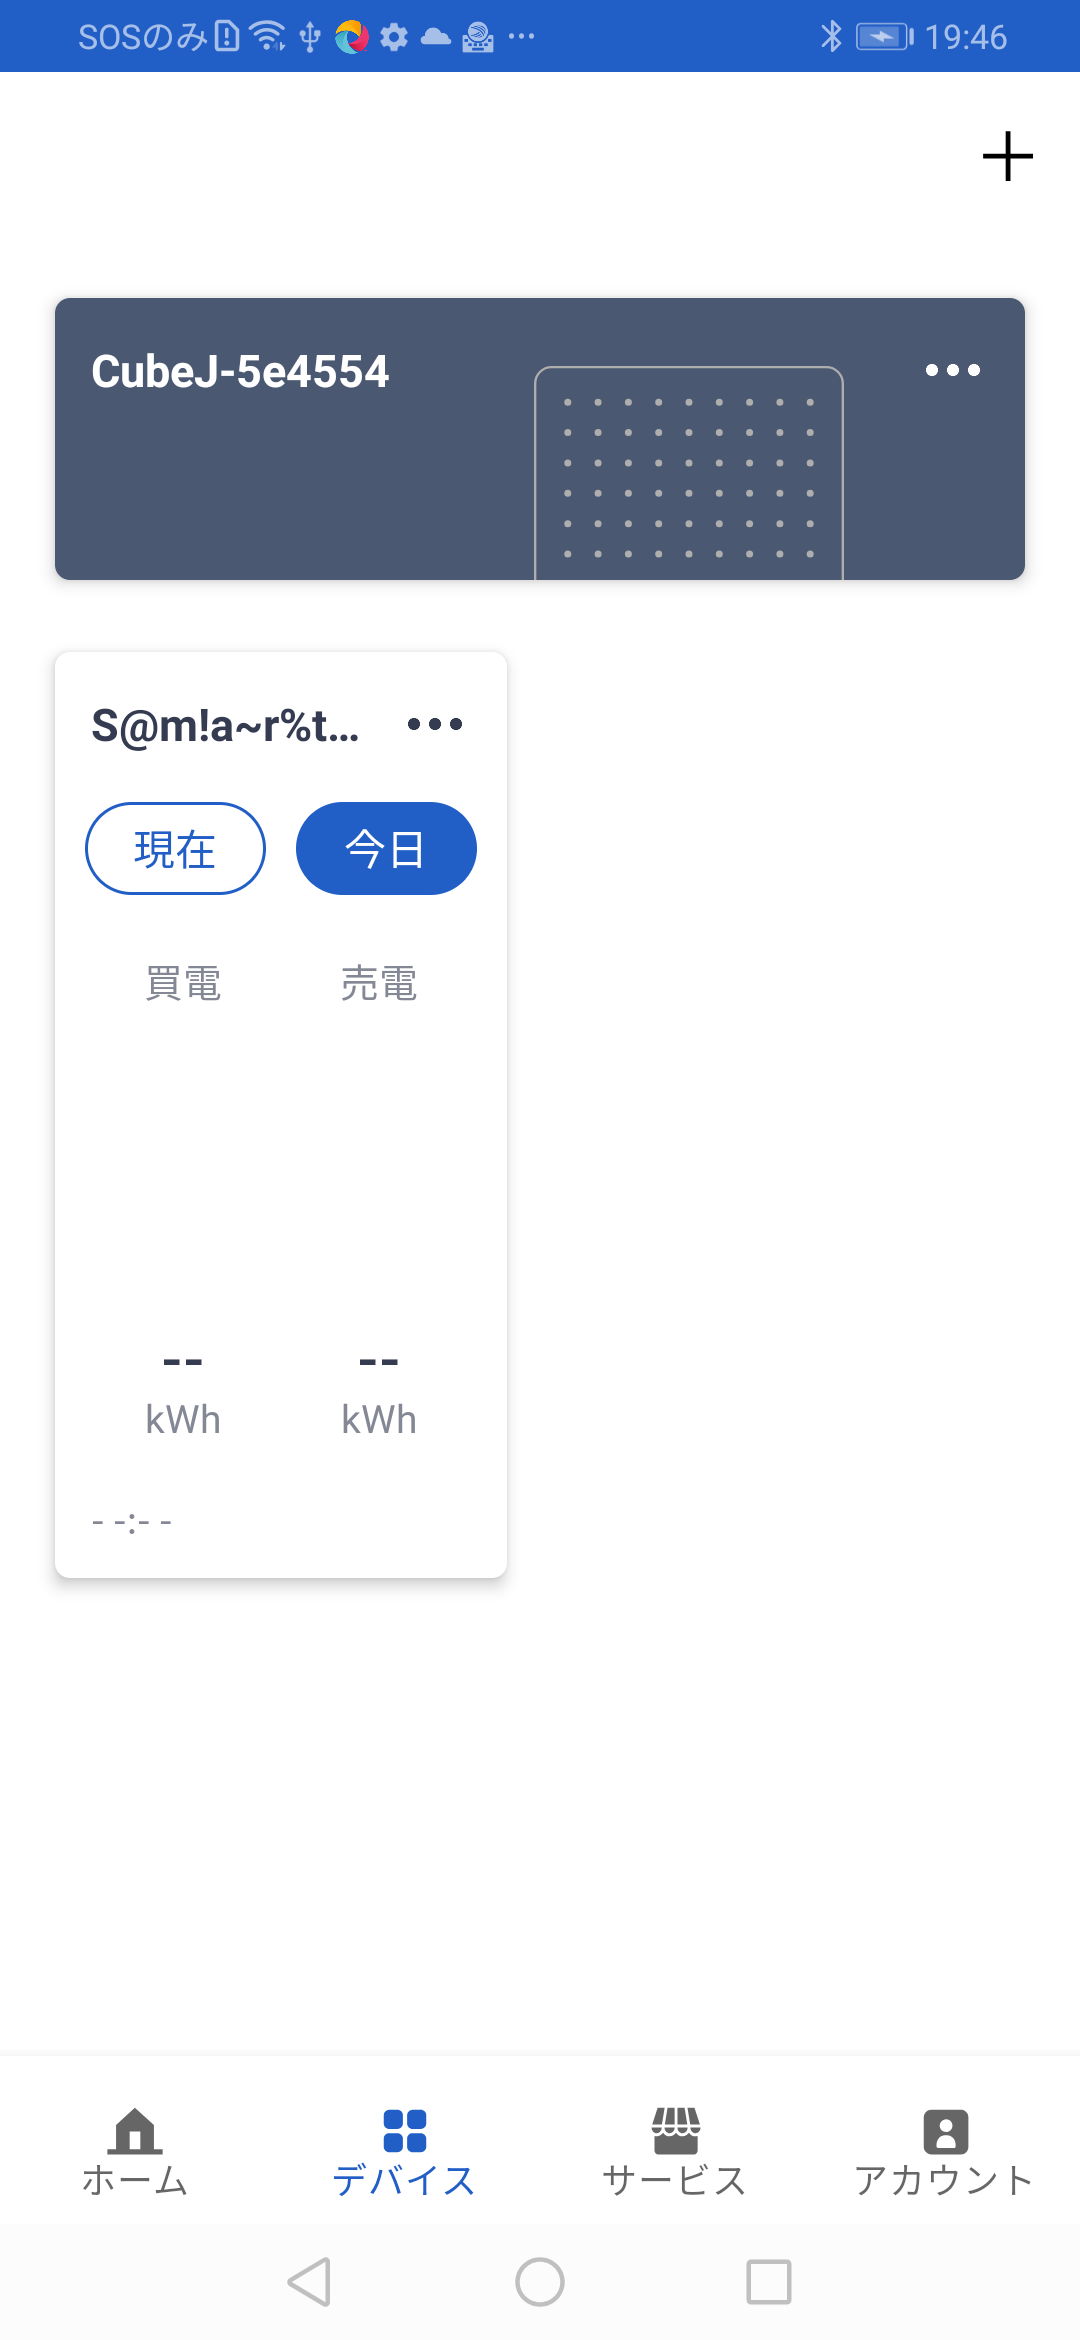 SOSのみ 19:46
CubeJ-5e4554
S@m!a~r%t...
現在 今日
買電 売電
-- --
kWh kWh
- -:- -
ホーム デバイス サービス アカウント